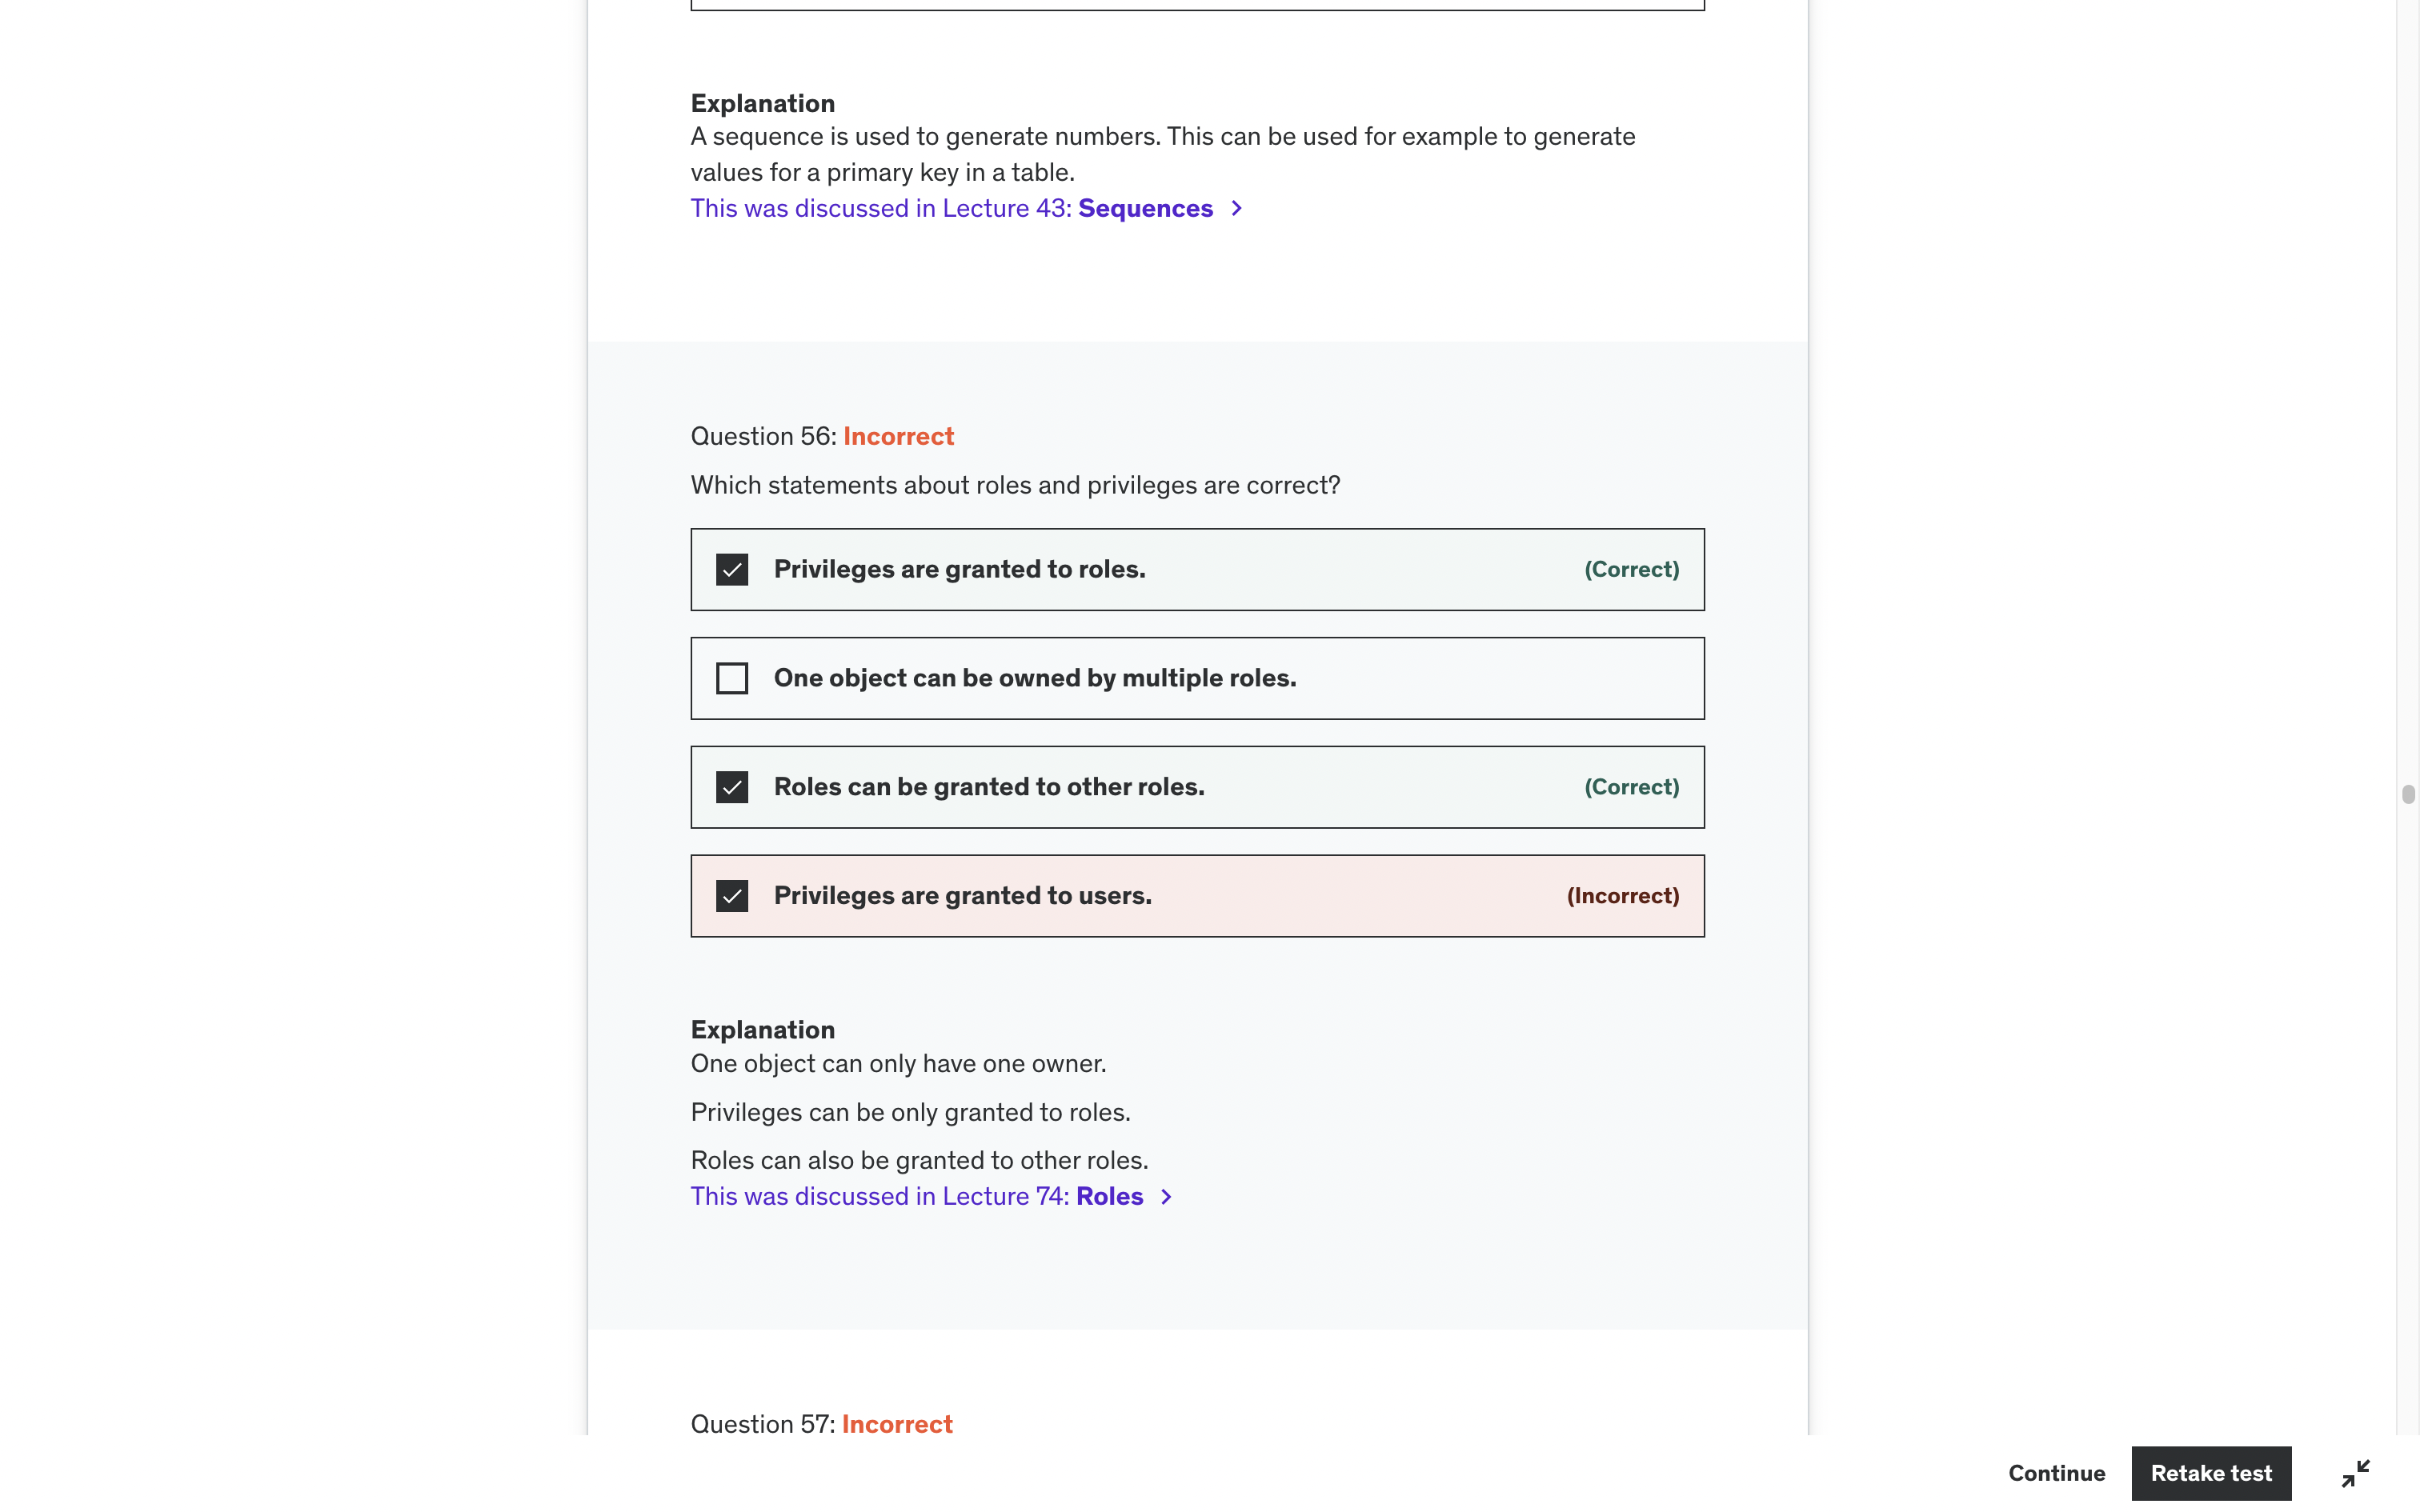 Explanation
A sequence is used to generate numbers. This can be used for example to generate
values for a primary key in a table.
This was discussed in Lecture 43: Sequences
Question 56: Incorrect
Which statements about roles and privileges are correct?
Privileges are granted to roles. (Correct)
One object can be owned by multiple roles.
Roles can be granted to other roles. (Correct)
Privileges are granted to users. (Incorrect)
Explanation
One object can only have one owner.
Privileges can be only granted to roles.
Roles can also be granted to other roles.
This was discussed in Lecture 74: Roles
Question 57: Incorrect
Continue Retake test